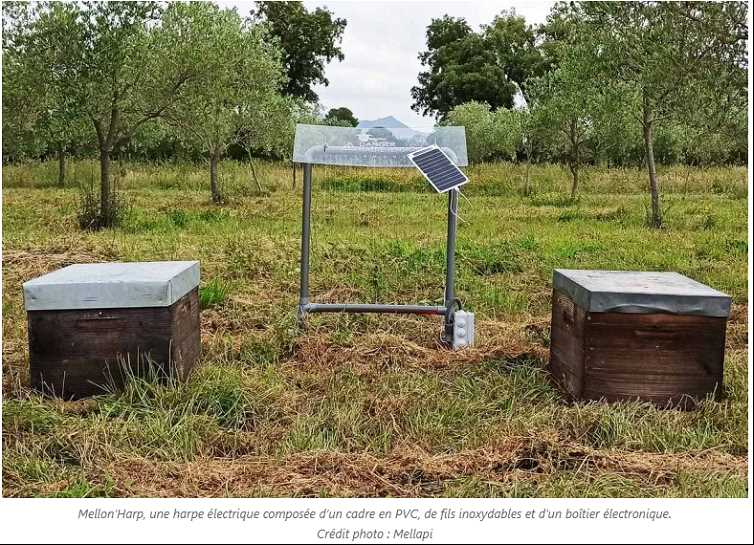 DANGER
Mellon'Harp, une harpe électrique composée d'un cadre en PVC, de fils inoxydables et d'un boîtier électronique.
Crédit photo : Mellapi